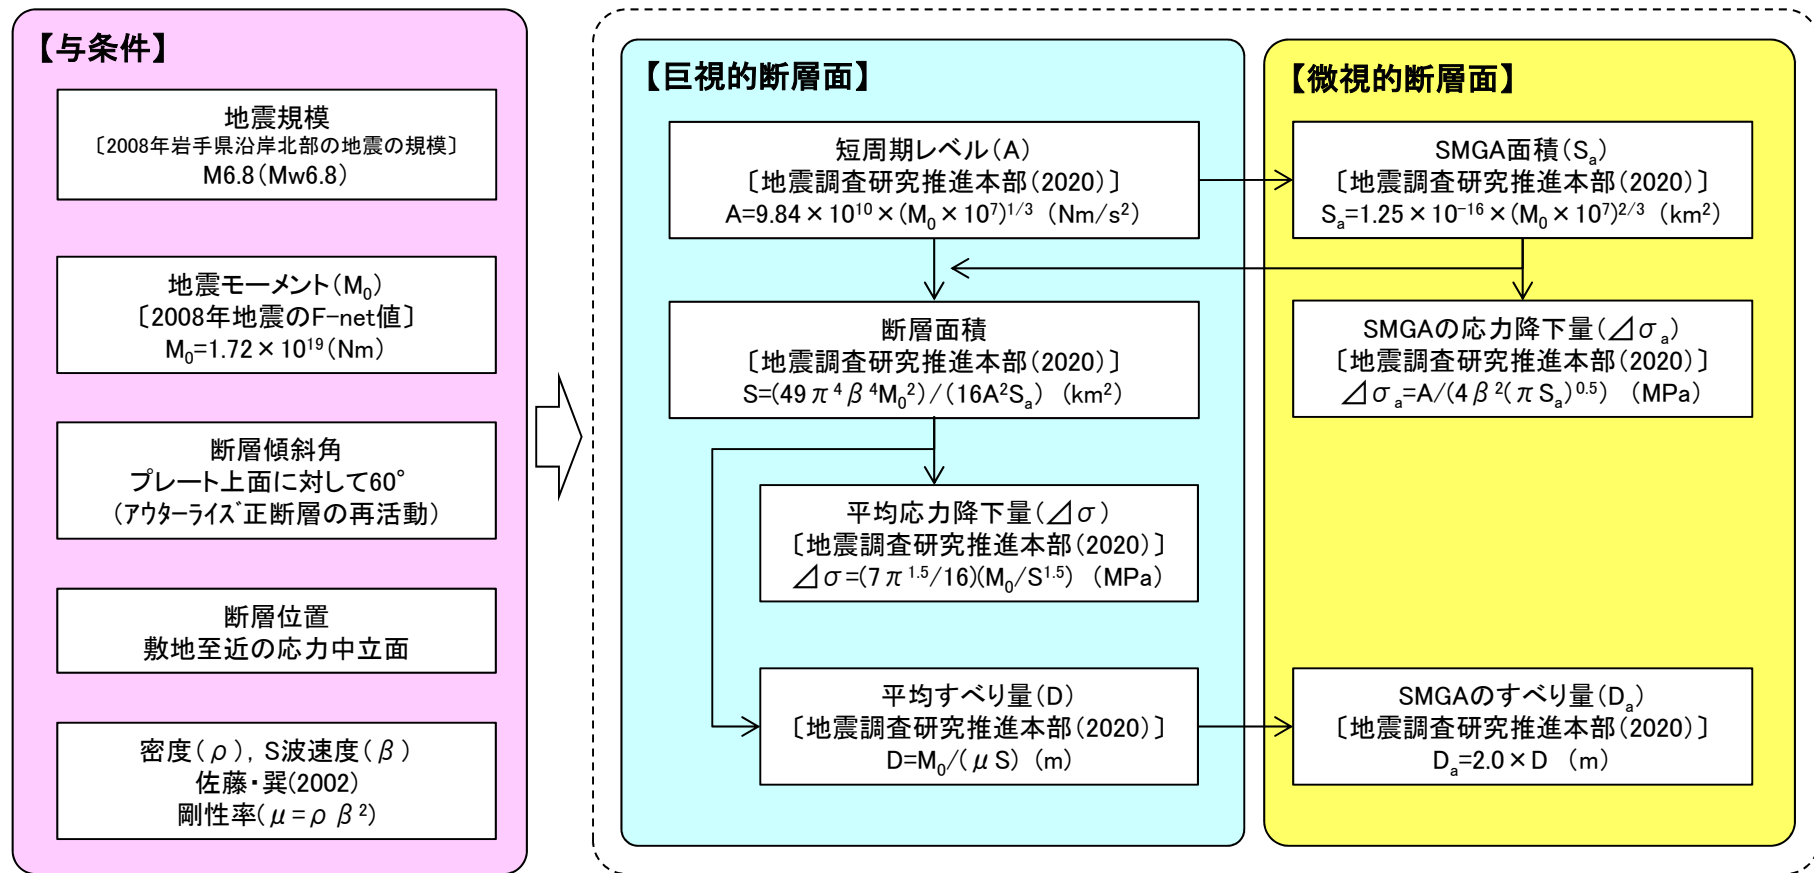 【与条件】
地震規模
〔2008年岩手県沿岸北部の地震の規模〕
M6.8(Mw6.8)
地震モーメント(M₀)
〔2008年地震のF-net値〕
M₀=1.72×10¹⁹(Nm)
断層傾斜角
プレート上面に対して60°
(アウターライズ正断層の再活動)
断層位置
敷地至近の応力中立面
密度(ρ), S波速度(β)
佐藤・巽(2002)
剛性率(μ=ρβ²)
【巨視的断層面】
短周期レベル(A)
〔地震調査研究推進本部(2020)〕
A=9.84×10¹⁰×(M₀×10⁷)¹/³ (Nm/s²)
断層面積
〔地震調査研究推進本部(2020)〕
S=(49π⁴β⁴M₀²)/(16A²Sₐ) (km²)
平均応力降下量(⊿σ)
〔地震調査研究推進本部(2020)〕
⊿σ=(7π¹·⁵/16)(M₀/S¹·⁵) (MPa)
平均すべり量(D)
〔地震調査研究推進本部(2020)〕
D=M₀/(μS) (m)
【微視的断層面】
SMGA面積(Sₐ)
〔地震調査研究推進本部(2020)〕
Sₐ=1.25×10⁻¹⁶×(M₀×10⁷)²/³ (km²)
SMGAの応力降下量(⊿σₐ)
〔地震調査研究推進本部(2020)〕
⊿σₐ=A/(4β²(πSₐ)⁰·⁵) (MPa)
SMGAのすべり量(Dₐ)
〔地震調査研究推進本部(2020)〕
Dₐ=2.0×D (m)